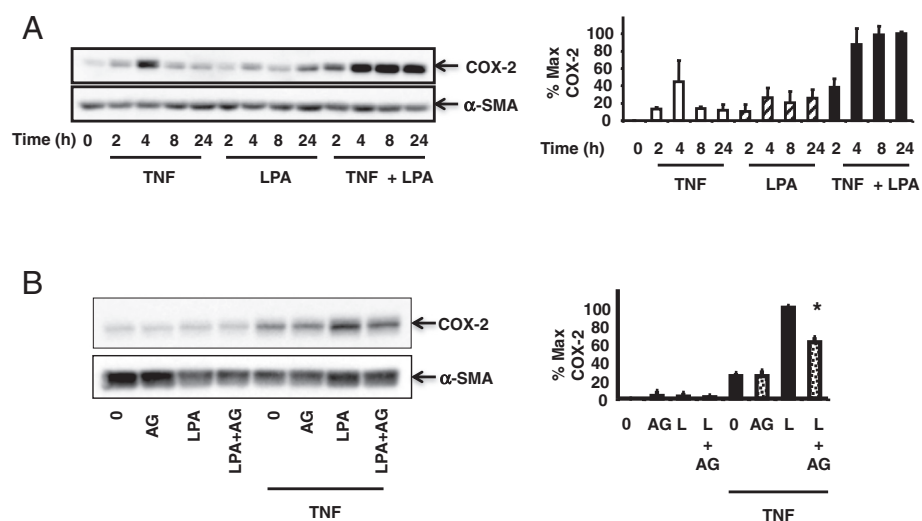 A
COX-2
α-SMA
Time (h) 0 2 4 8 24 2 4 8 24 2 4 8 24
TNF LPA TNF + LPA
% Max
COX-2
100
80
60
40
20
0
Time (h) 0 2 4 8 24 2 4 8 24 2 4 8 24
TNF LPA TNF + LPA
B
COX-2
α-SMA
0 AG LPA LPA+AG 0 AG LPA LPA+AG
TNF
% Max
COX-2
100
80
60
40
20
0
*
0 AG L L 0 AG L L
+ +
AG AG
TNF